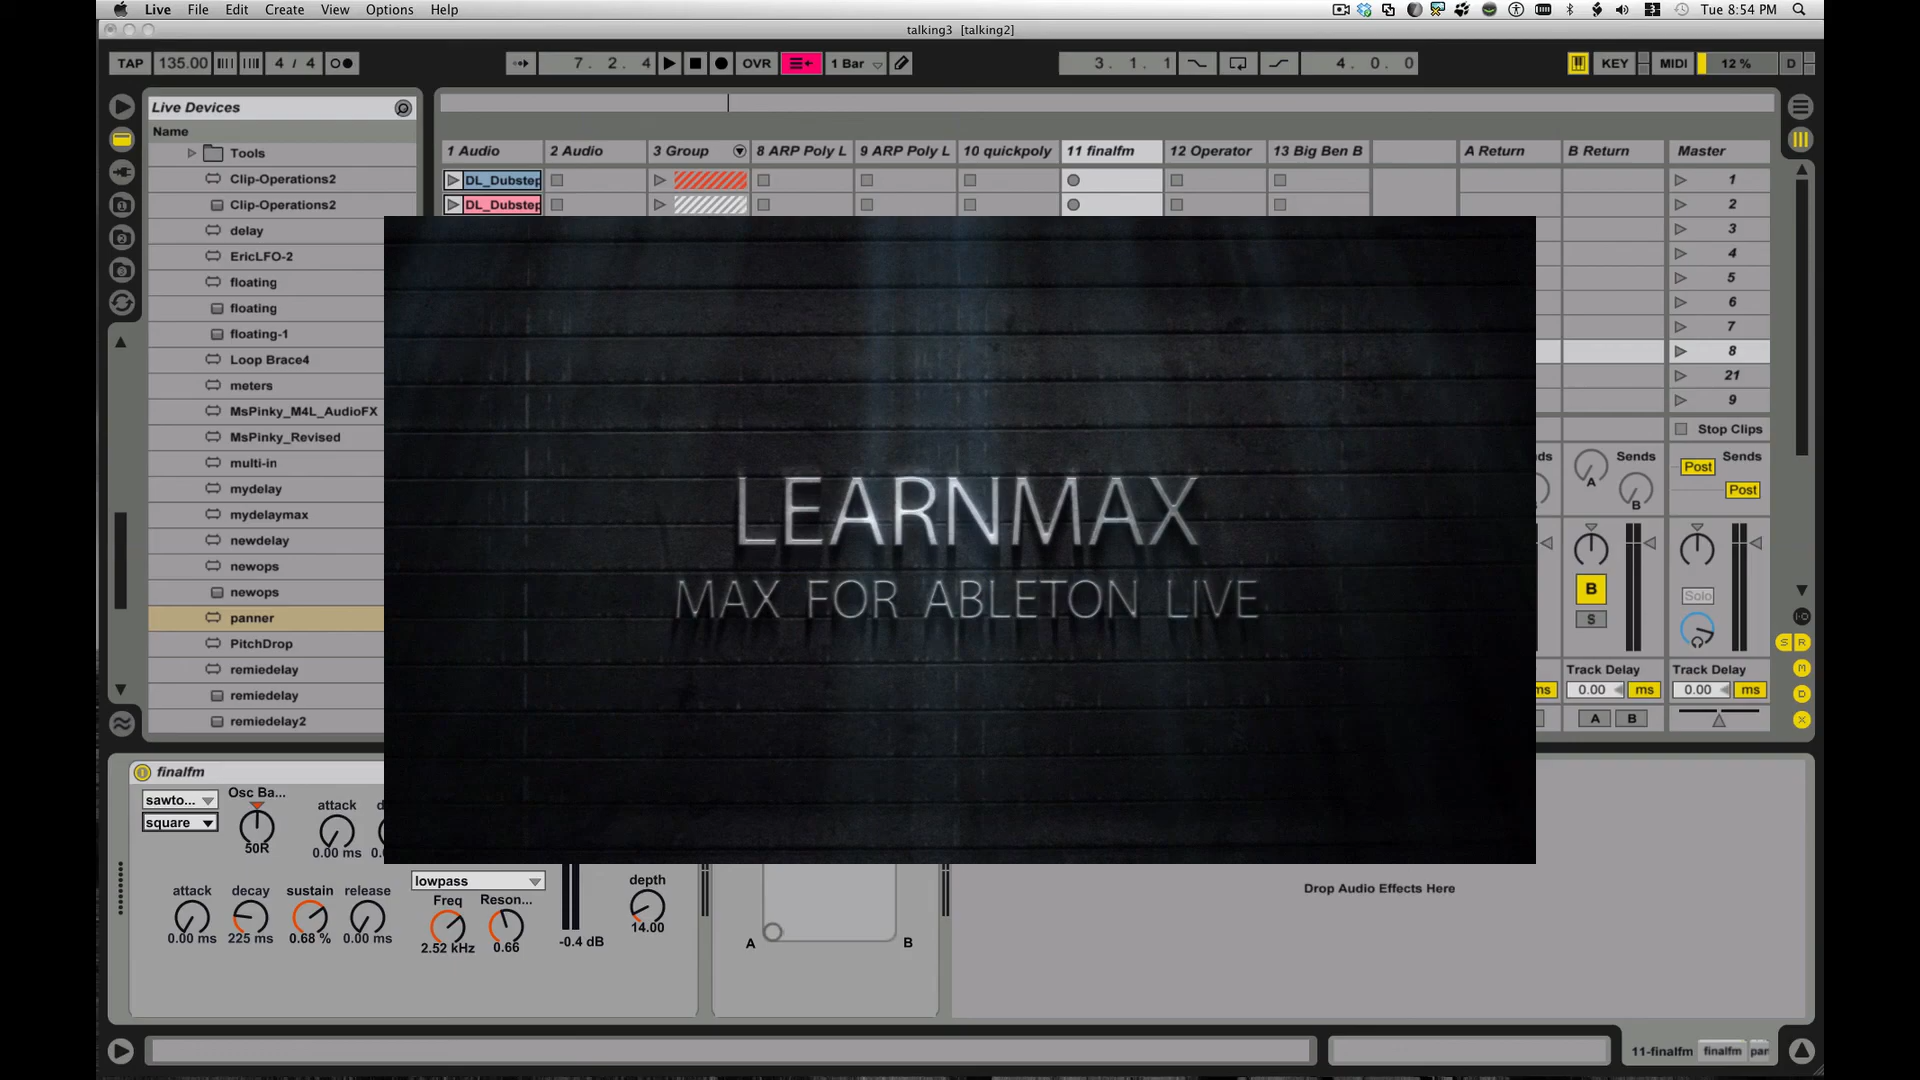 Live File Edit Create View Options Help
Tue 8:54 PM
talking3 [talking2]
TAP 135.00 4 / 4 7. 2. 4 OVR 1 Bar 3. 1. 1 4. 0. 0 KEY MIDI 12 % D
Live Devices
Name
Tools
Clip-Operations2
Clip-Operations2
delay
EricLFO-2
floating
floating
floating-1
Loop Brace4
meters
MsPinky_M4L_AudioFX
MsPinky_Revised
multi-in
mydelay
mydelaymax
newdelay
newops
newops
panner
PitchDrop
remiedelay
remiedelay
remiedelay2
1 Audio 2 Audio 3 Group 8 ARP Poly L 9 ARP Poly L 10 quickpoly 11 finalfm 12 Operator 13 Big Ben B A Return B Return Master
DL_Dubstep 1
DL_Dubstep 2
3
4
5
6
7
8
21
9
Stop Clips
LEARNMAX
MAX FOR ABLETON LIVE
ds Sends Sends
A Post
B Post
B Solo
S
S R
M
D
X
Track Delay Track Delay
ms 0.00 ms 0.00 ms
A B
finalfm
sawto... Osc Ba... attack
square
50R 0.00 ms
attack decay sustain release lowpass depth
Freq Reson...
0.00 ms 225 ms 0.68 % 0.00 ms 2.52 kHz 0.66 -0.4 dB 14.00
A B
Drop Audio Effects Here
11-finalfm finalfm par